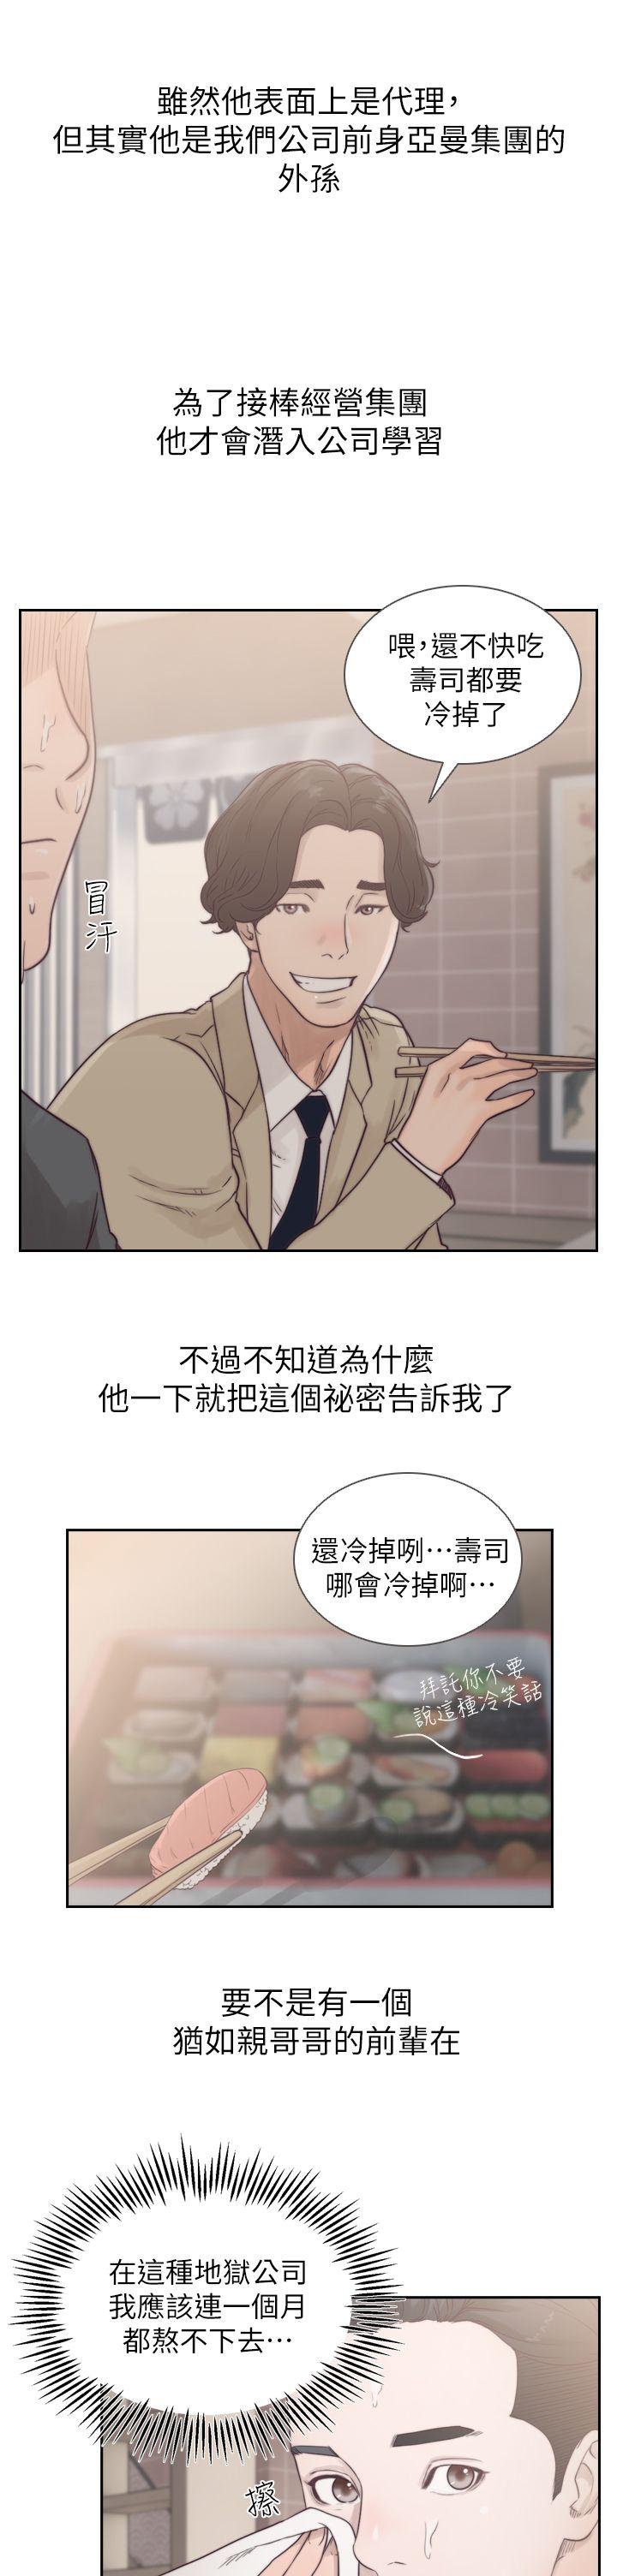 雖然他表面上是代理，
但其實他是我們公司前身亞曼集團的
外孫
為了接棒經營集團
他才會潛入公司學習
喂，還不快吃
壽司都要
冷掉了
冒汗
不過不知道為什麼
他一下就把這個祕密告訴我了
還冷掉咧…壽司
哪會冷掉啊…
拜託你不要
說這種冷笑話
要不是有一個
猶如親哥哥的前輩在
在這種地獄公司
我應該連一個月
都熬不下去…
擦